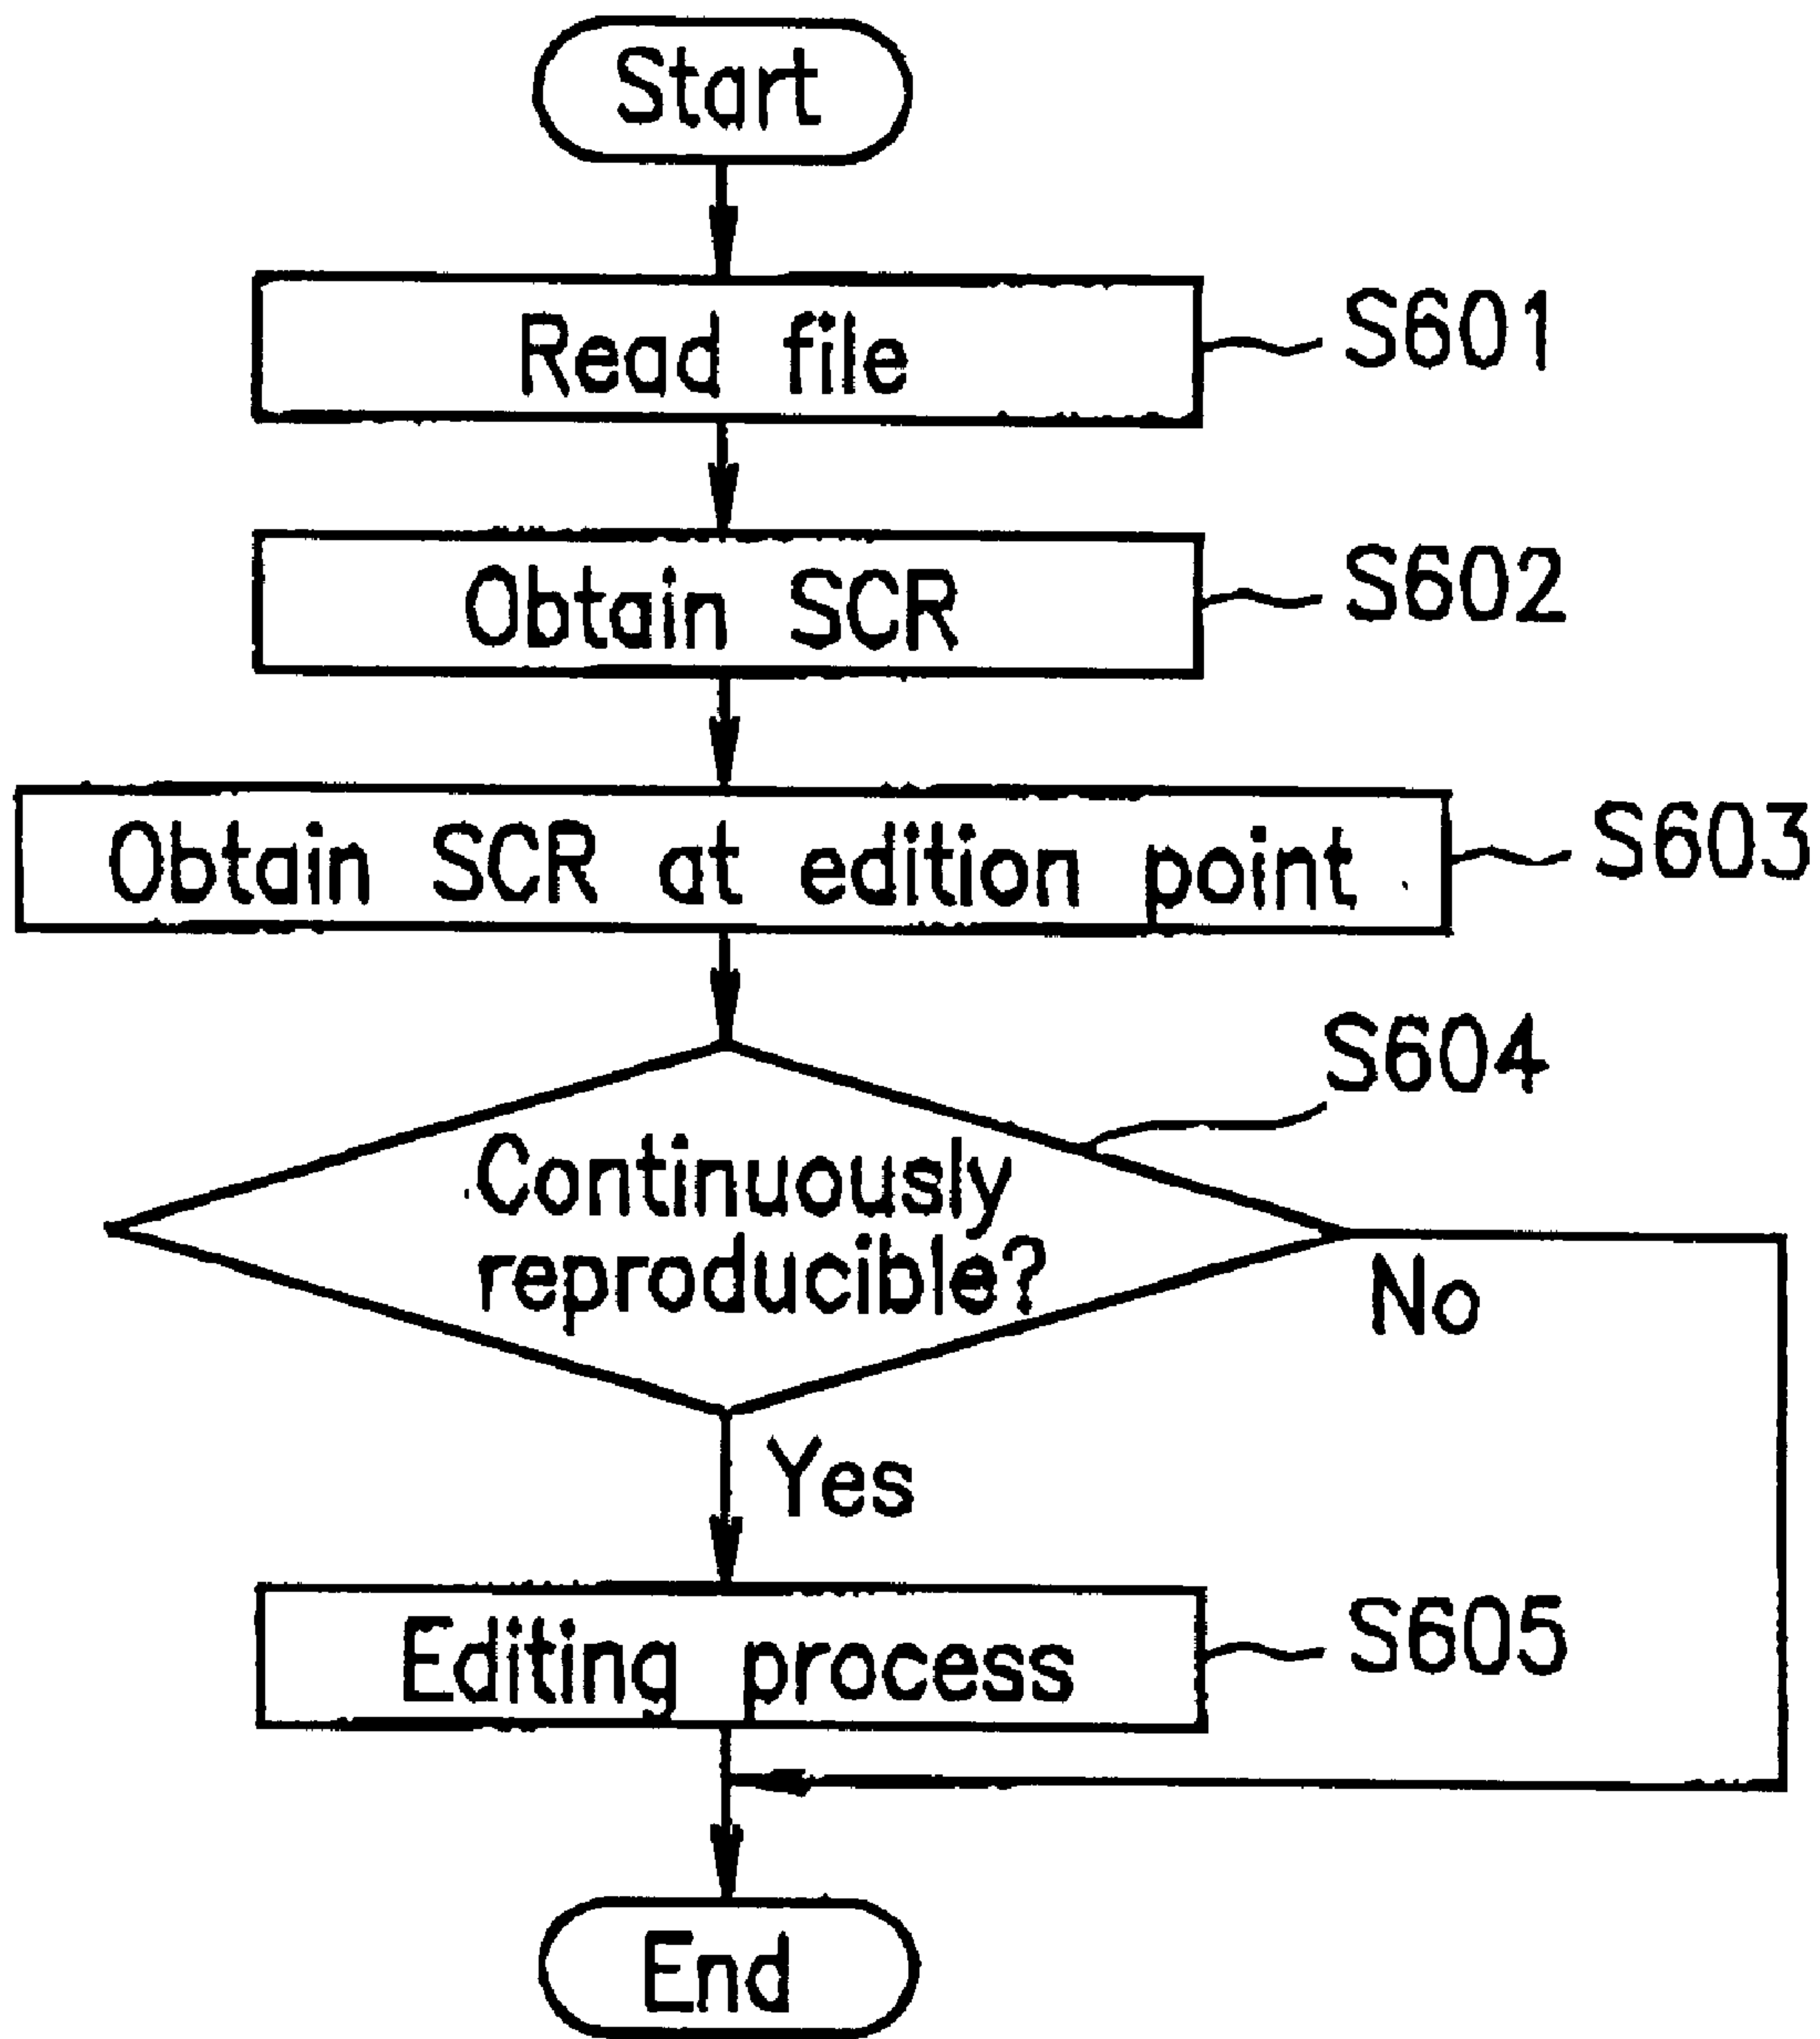 Start
Read file
S601
Obtain SCR
S602
Obtain SCR at edition point
S603
S604
Continuously
reproducible?
No
Yes
Editing process
S605
End